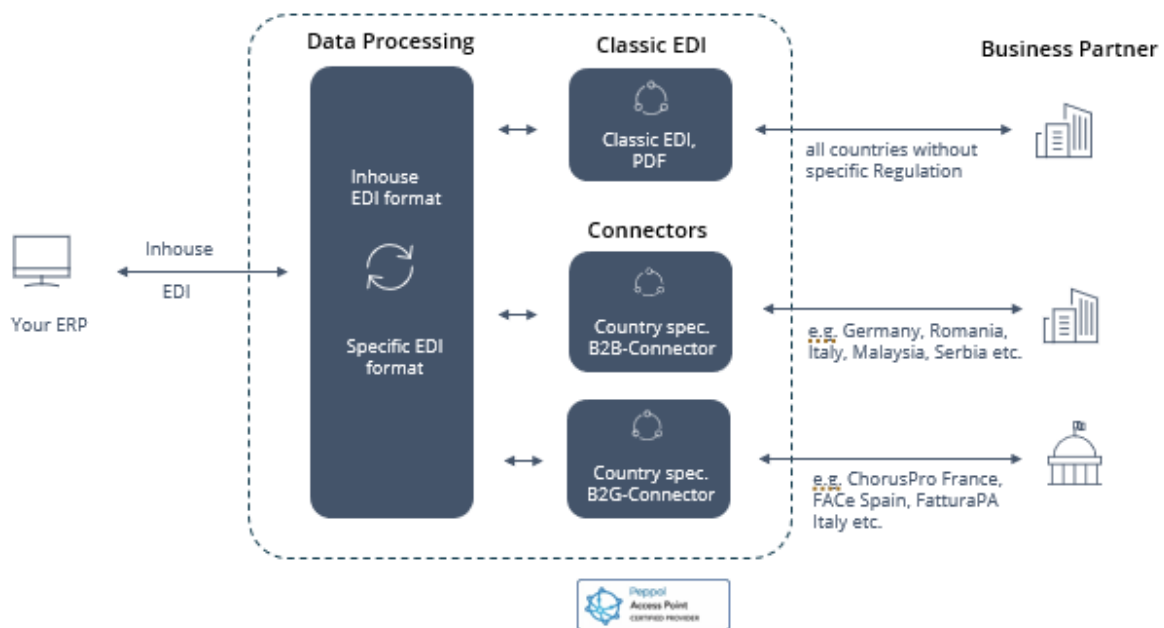 Data Processing
Classic EDI
Business Partner
Classic EDI,
PDF
all countries without
specific Regulation
Inhouse
EDI format
Connectors
Inhouse
EDI
Your ERP
Specific EDI
format
Country spec.
B2B-Connector
e.g. Germany, Romania,
Italy, Malaysia, Serbia etc.
Country spec.
B2G-Connector
e.g. ChorusPro France,
FACe Spain, FatturaPA
Italy etc.
Peppol
Access Point
CERTIFIED PROVIDER